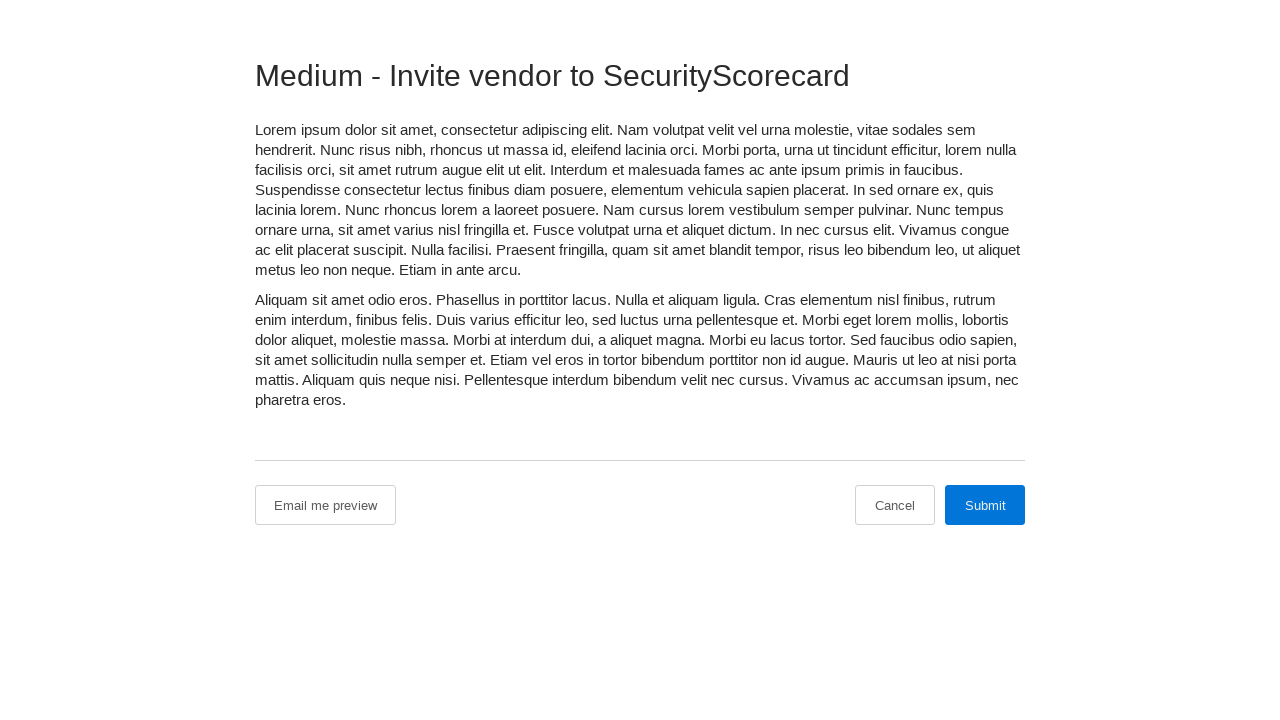 Medium - Invite vendor to SecurityScorecard
Lorem ipsum dolor sit amet, consectetur adipiscing elit. Nam volutpat velit vel urna molestie, vitae sodales sem
hendrerit. Nunc risus nibh, rhoncus ut massa id, eleifend lacinia orci. Morbi porta, urna ut tincidunt efficitur, lorem nulla
facilisis orci, sit amet rutrum augue elit ut elit. Interdum et malesuada fames ac ante ipsum primis in faucibus.
Suspendisse consectetur lectus finibus diam posuere, elementum vehicula sapien placerat. In sed ornare ex, quis
lacinia lorem. Nunc rhoncus lorem a laoreet posuere. Nam cursus lorem vestibulum semper pulvinar. Nunc tempus
ornare urna, sit amet varius nisl fringilla et. Fusce volutpat urna et aliquet dictum. In nec cursus elit. Vivamus congue
ac elit placerat suscipit. Nulla facilisi. Praesent fringilla, quam sit amet blandit tempor, risus leo bibendum leo, ut aliquet
metus leo non neque. Etiam in ante arcu.
Aliquam sit amet odio eros. Phasellus in porttitor lacus. Nulla et aliquam ligula. Cras elementum nisl finibus, rutrum
enim interdum, finibus felis. Duis varius efficitur leo, sed luctus urna pellentesque et. Morbi eget lorem mollis, lobortis
dolor aliquet, molestie massa. Morbi at interdum dui, a aliquet magna. Morbi eu lacus tortor. Sed faucibus odio sapien,
sit amet sollicitudin nulla semper et. Etiam vel eros in tortor bibendum porttitor non id augue. Mauris ut leo at nisi porta
mattis. Aliquam quis neque nisi. Pellentesque interdum bibendum velit nec cursus. Vivamus ac accumsan ipsum, nec
pharetra eros.
Email me preview
Cancel
Submit